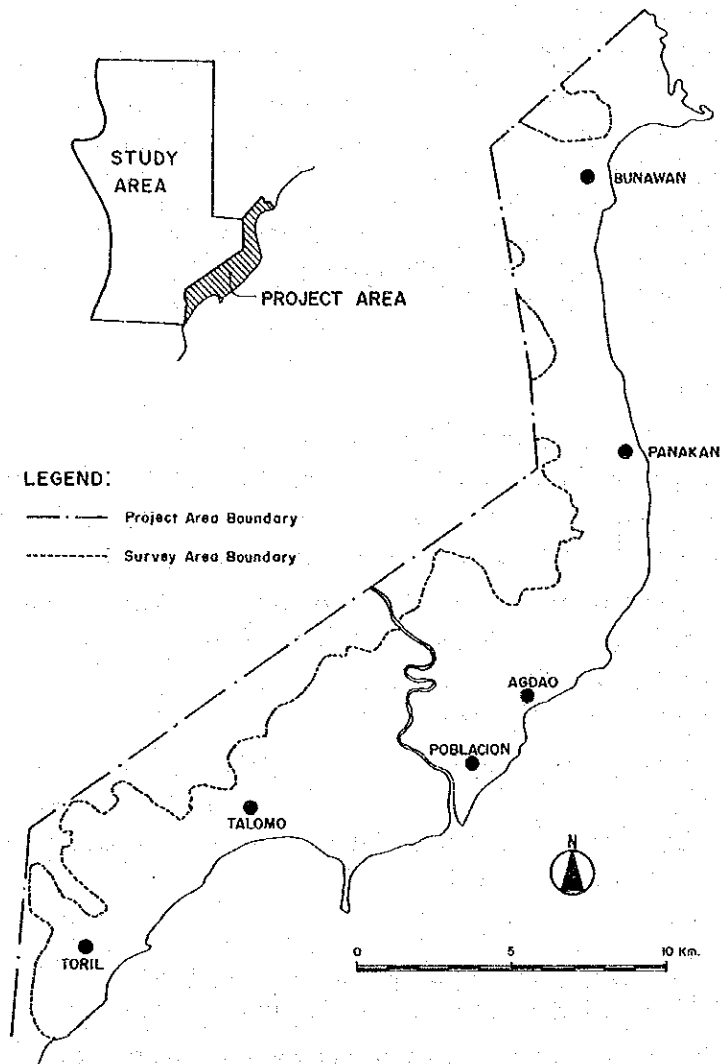 STUDY
AREA
PROJECT AREA
BUNAWAN
PANAKAN
LEGEND:
Project Area Boundary
Survey Area Boundary
AGDAO
POBLACION
TALOMO
TORIL
N
0 5 10 Km.